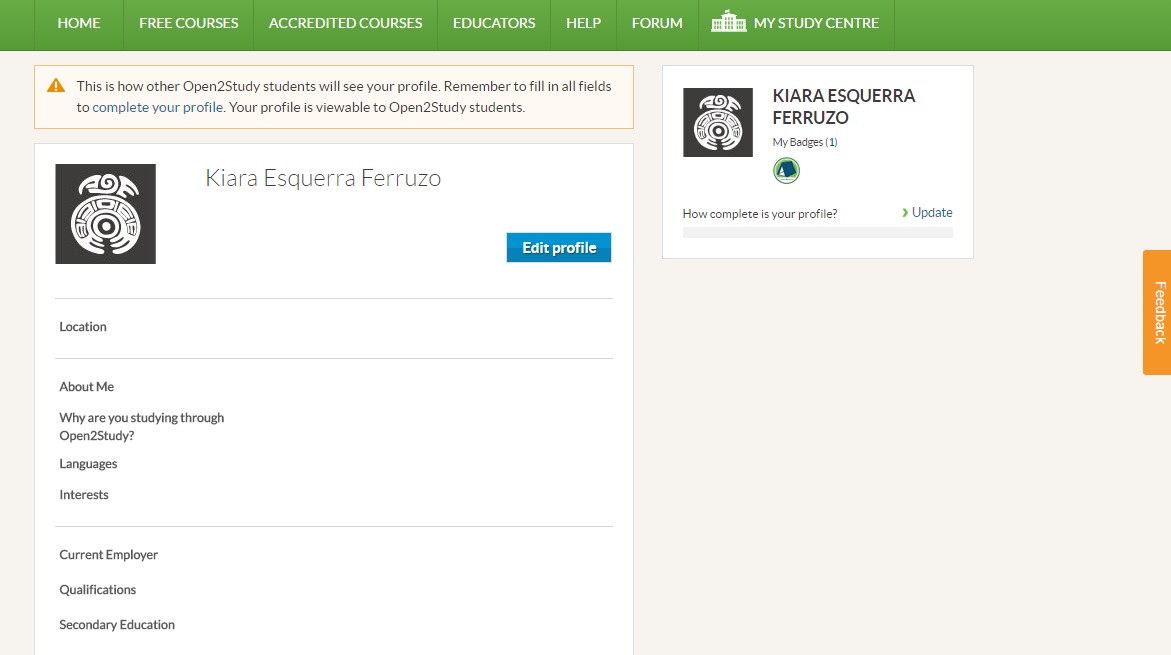 HOME FREE COURSES ACCREDITED COURSES EDUCATORS HELP FORUM MY STUDY CENTRE
This is how other Open2Study students will see your profile. Remember to fill in all fields
to complete your profile. Your profile is viewable to Open2Study students.
Kiara Esquerra Ferruzo
Edit profile
Location
About Me
Why are you studying through
Open2Study?
Languages
Interests
Current Employer
Qualifications
Secondary Education
KIARA ESQUERRA
FERRUZO
My Badges (1)
How complete is your profile? Update
Feedback